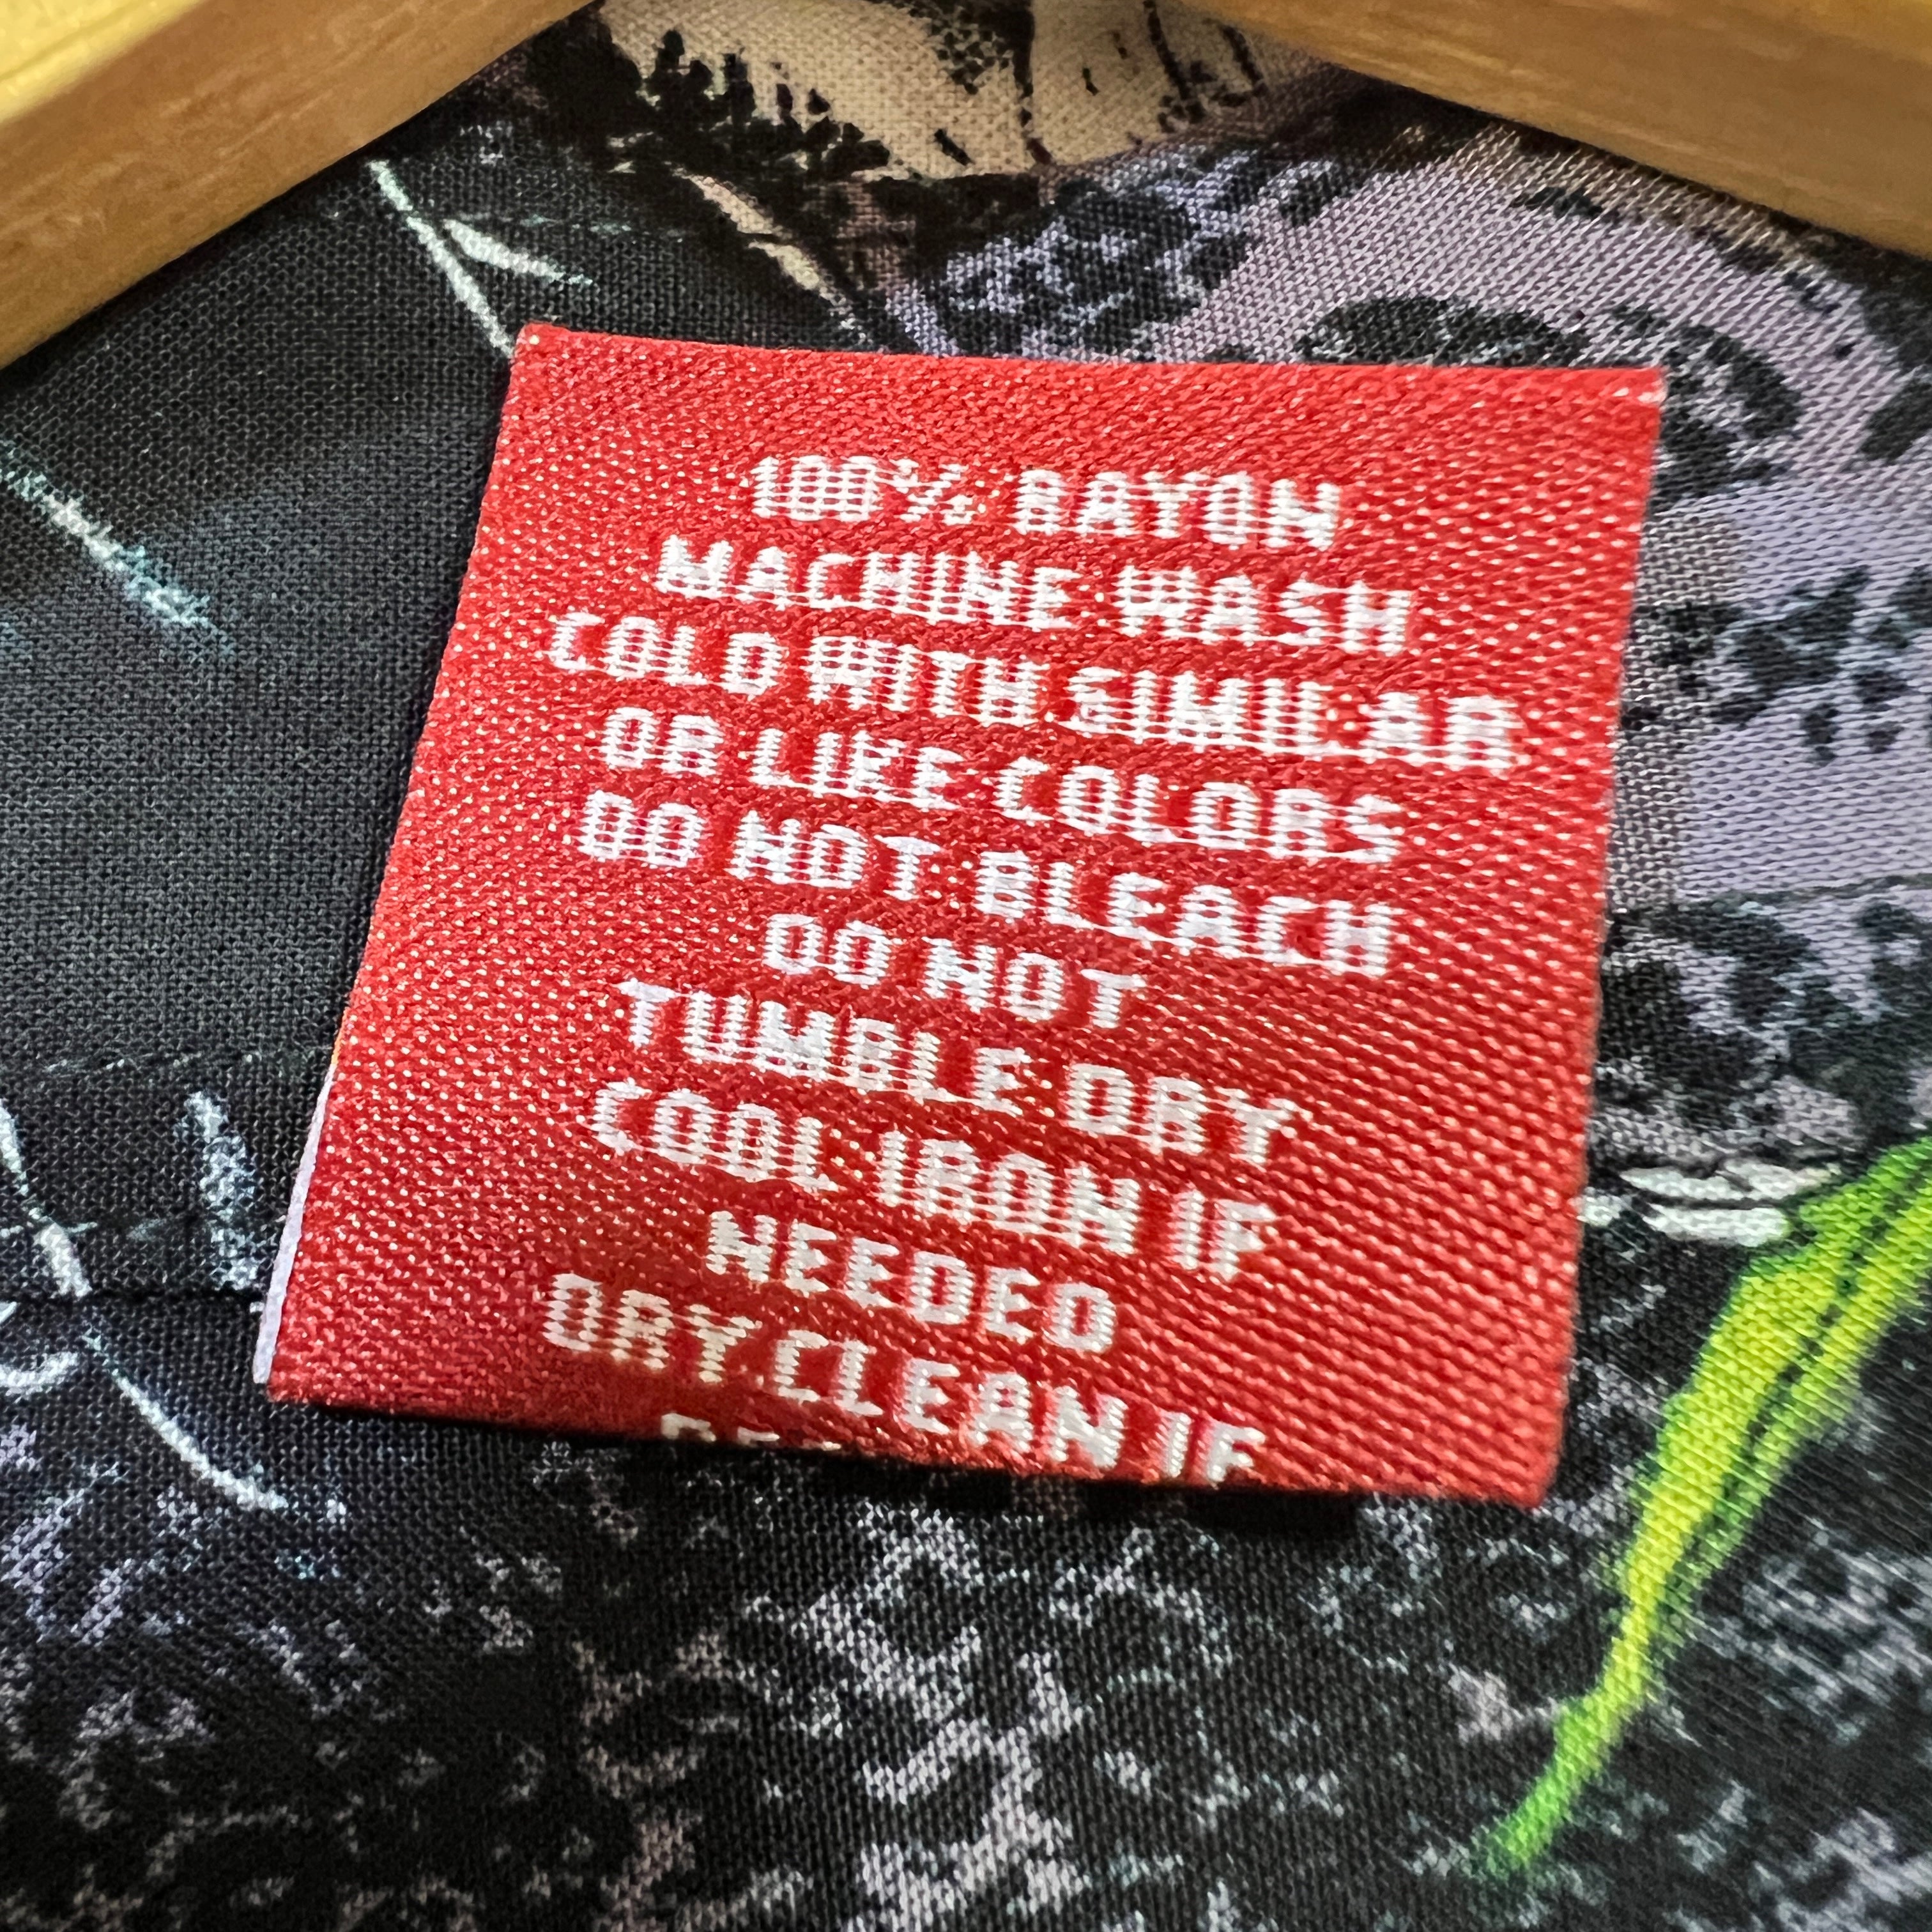 100% RAYON
MACHINE WASH
COLD WITH SIMILAR
OR LIKE COLORS
DO NOT BLEACH
DO NOT
TUMBLE DRY
COOL IRON IF
NEEDED
DRY CLEAN IF